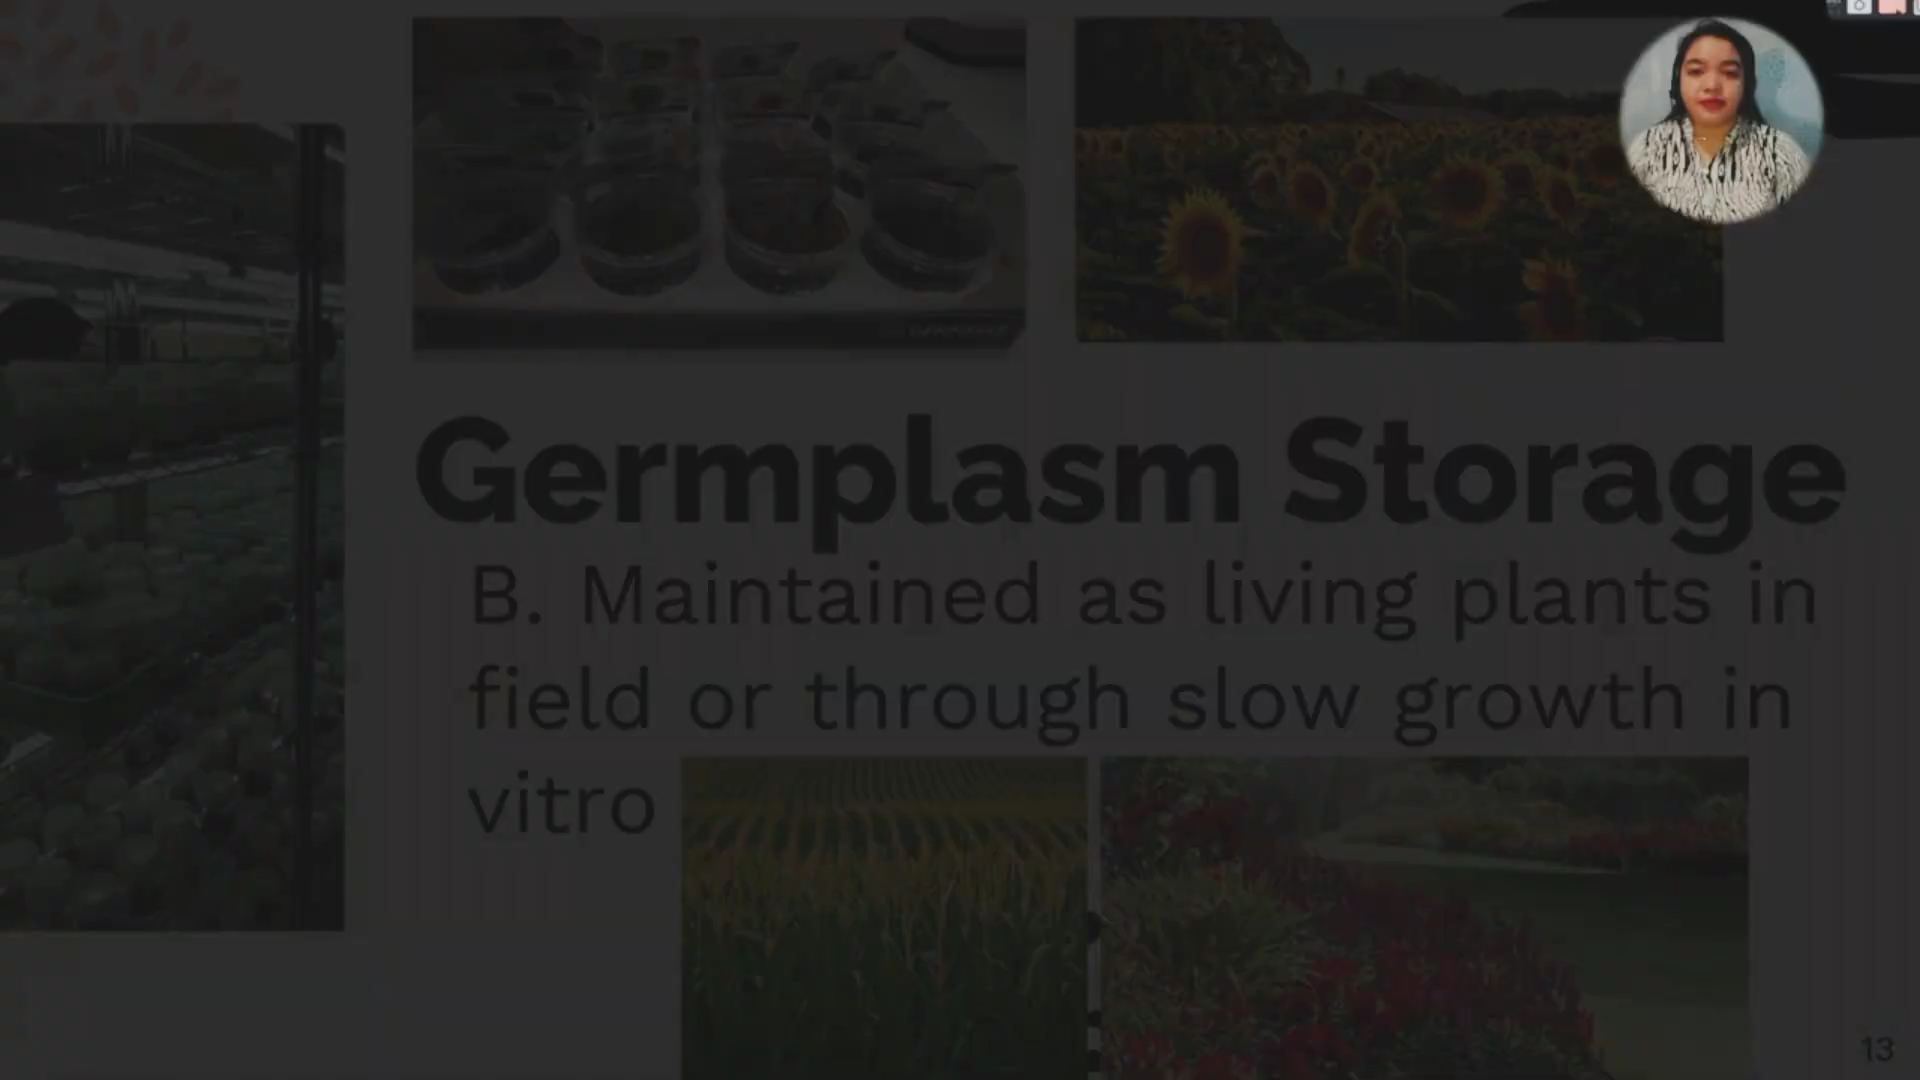 Germplasm Storage
B. Maintained as living plants in
field or through slow growth in
vitro
13